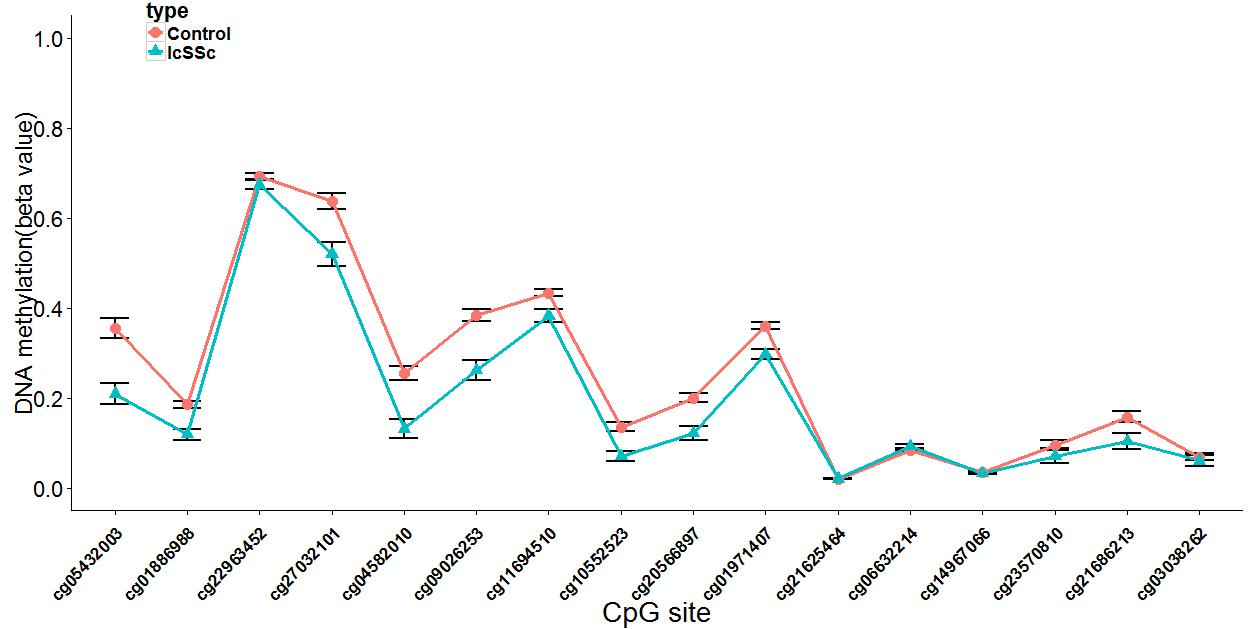 type
Control
lcSSc
DNA methylation(beta value)
1.0
0.8
0.6
0.4
0.2
0.0
cg05432003
cg01886988
cg22963452
cg27032101
cg04582010
cg09026253
cg11694510
cg10552523
cg20566897
cg01971407
cg21625464
cg06632214
cg14967066
cg23570810
cg21686213
cg03038262
CpG site